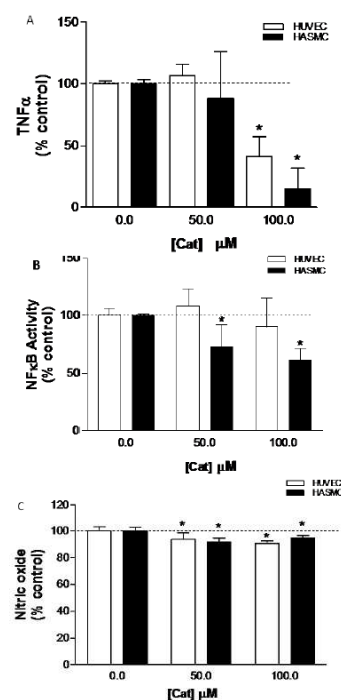 A
HUVEC
HASMC
TNFα
(% control)
150
100
50
0
* *
0.0 50.0 100.0
[Cat] μM
B
HUVEC
HASMC
NFκB Activity
(% control)
150
100
50
0
* *
0.0 50.0 100.0
[Cat] μM
C
HUVEC
HASMC
Nitric oxide
(% control)
120
100
80
60
40
20
0
* * * *
0.0 50.0 100.0
[Cat] μM